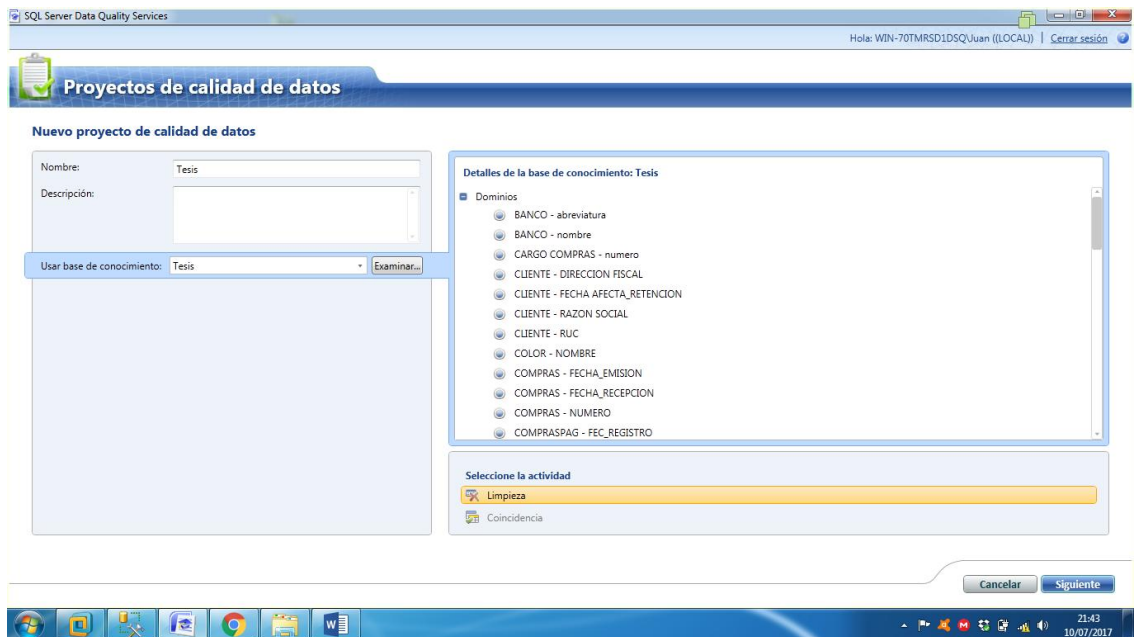 SQL Server Data Quality Services
Hola: WIN-70TMRSD1DSQ\Juan ((LOCAL)) | Cerrar sesión
Proyectos de calidad de datos
Nuevo proyecto de calidad de datos
Nombre: Tesis
Descripción:
Usar base de conocimiento: Tesis Examinar...
Detalles de la base de conocimiento: Tesis
Dominios
BANCO - abreviatura
BANCO - nombre
CARGO COMPRAS - numero
CLIENTE - DIRECCION FISCAL
CLIENTE - FECHA AFECTA_RETENCION
CLIENTE - RAZON SOCIAL
CLIENTE - RUC
COLOR - NOMBRE
COMPRAS - FECHA_EMISION
COMPRAS - FECHA_RECEPCION
COMPRAS - NUMERO
COMPRASPAG - FEC_REGISTRO
Seleccione la actividad
Limpieza
Coincidencia
Cancelar Siguiente
21:43
10/07/2017